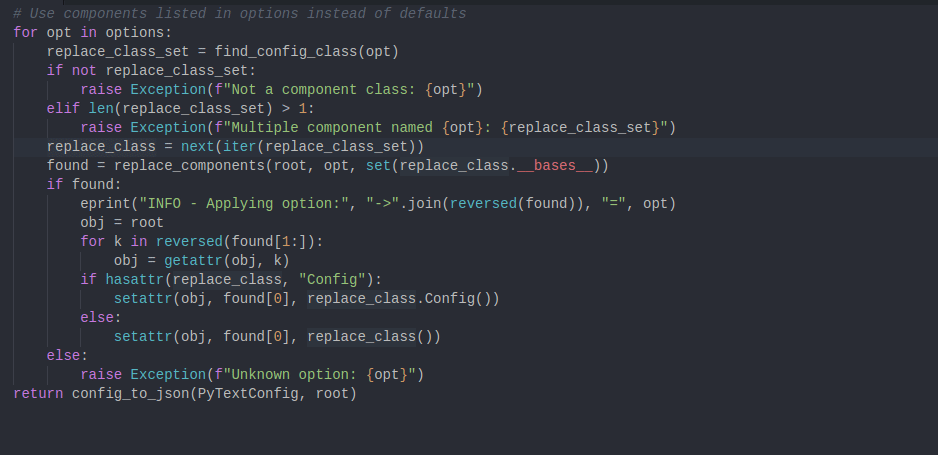 # Use components listed in options instead of defaults
for opt in options:
    replace_class_set = find_config_class(opt)
    if not replace_class_set:
        raise Exception(f"Not a component class: {opt}")
    elif len(replace_class_set) > 1:
        raise Exception(f"Multiple component named {opt}: {replace_class_set}")
    replace_class = next(iter(replace_class_set))
    found = replace_components(root, opt, set(replace_class.__bases__))
    if found:
        eprint("INFO - Applying option:", "->".join(reversed(found)), "=", opt)
        obj = root
        for k in reversed(found[1:]):
            obj = getattr(obj, k)
        if hasattr(replace_class, "Config"):
            setattr(obj, found[0], replace_class.Config())
        else:
            setattr(obj, found[0], replace_class())
    else:
        raise Exception(f"Unknown option: {opt}")
return config_to_json(PyTextConfig, root)